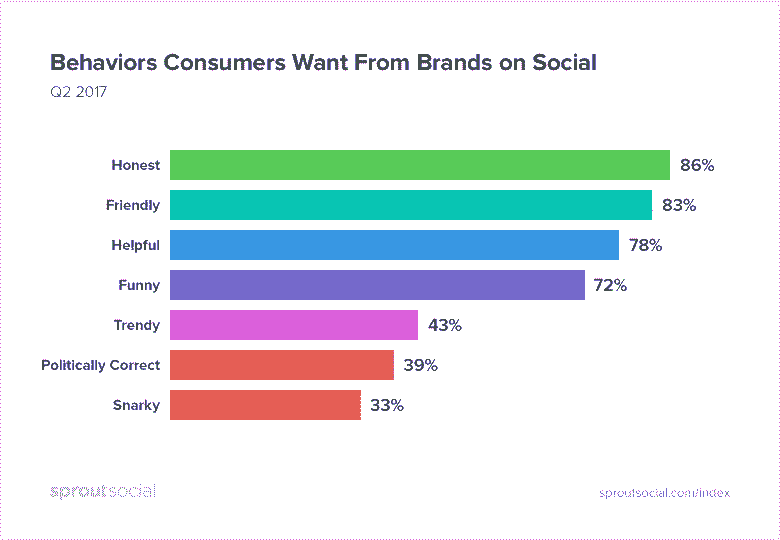 Behaviors Consumers Want From Brands on Social
Q2 2017
Honest 86%
Friendly 83%
Helpful 78%
Funny 72%
Trendy 43%
Politically Correct 39%
Snarky 33%
sproutsocial sproutsocial.com/index